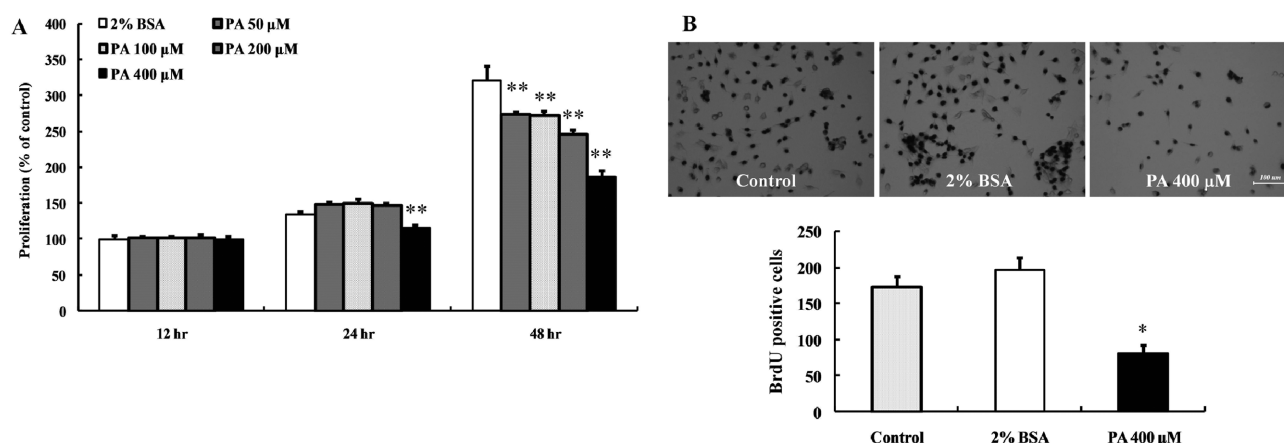 A
2% BSA
PA 50 μM
PA 100 μM
PA 200 μM
PA 400 μM
Proliferation (% of control)
400
350
300
250
200
150
100
50
0
**
**
**
**
**
12 hr
24 hr
48 hr
B
Control
2% BSA
PA 400 μM
100 um
BrdU positive cells
250
200
150
100
50
0
*
Control
2% BSA
PA 400 μM